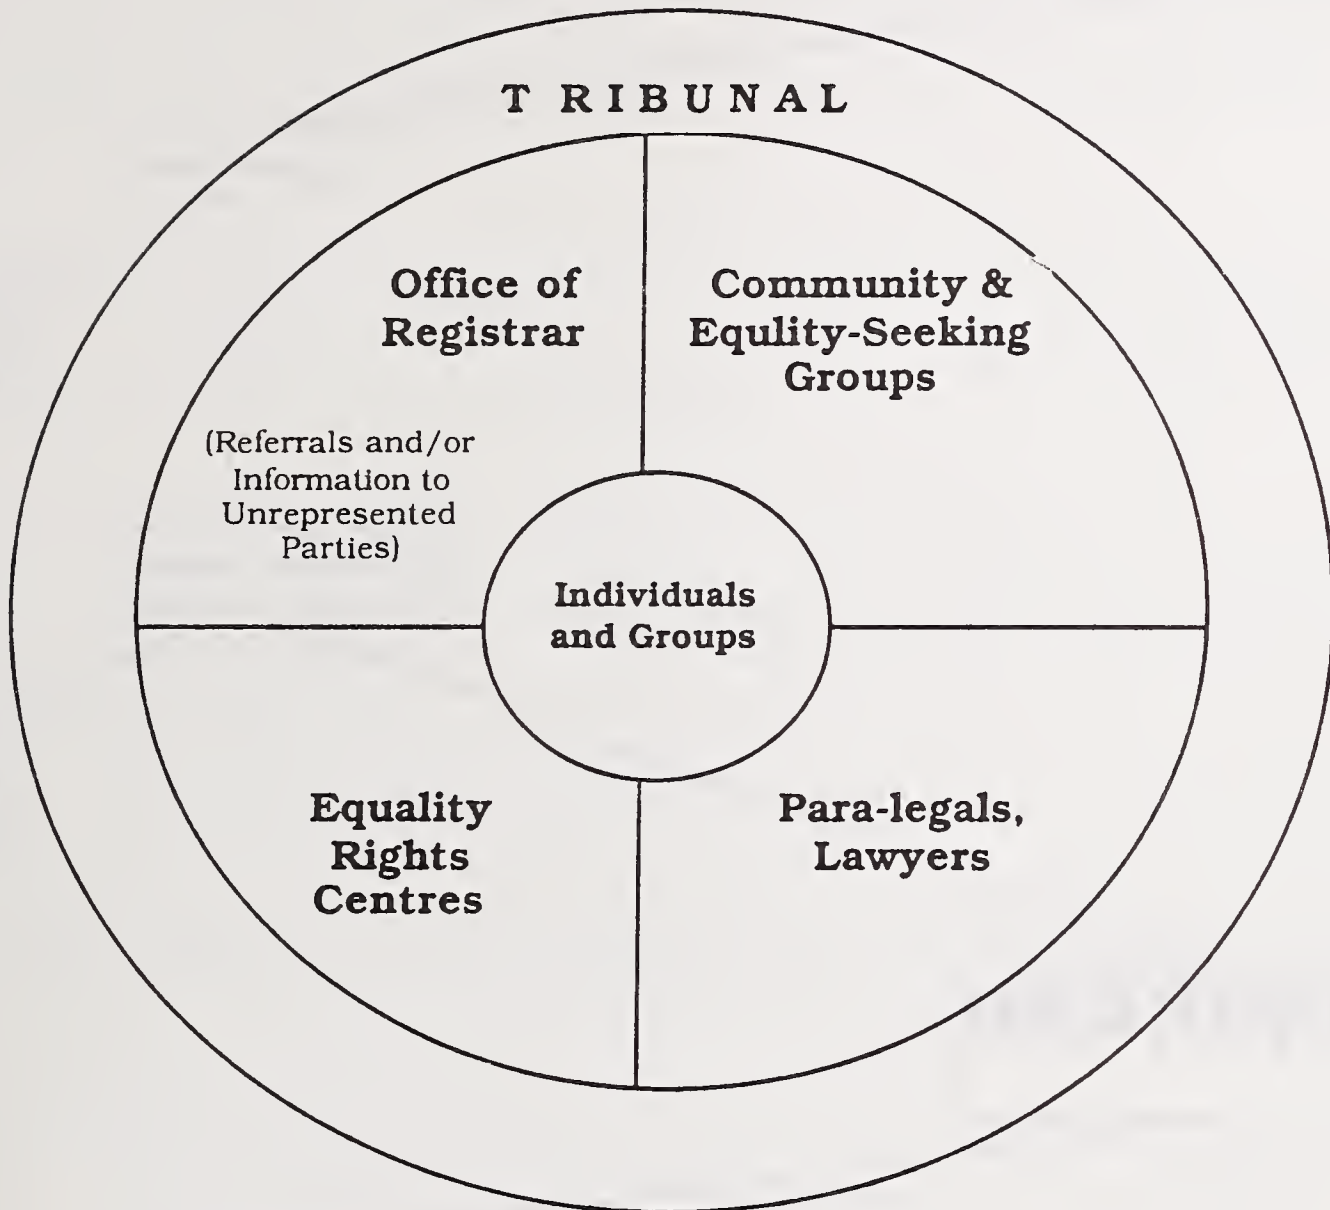 T RIBUNAL
Office of
Registrar
(Referrals and/or
Information to
Unrepresented
Parties)
Community &
Equlity-Seeking
Groups
Individuals
and Groups
Equality
Rights
Centres
Para-legals,
Lawyers